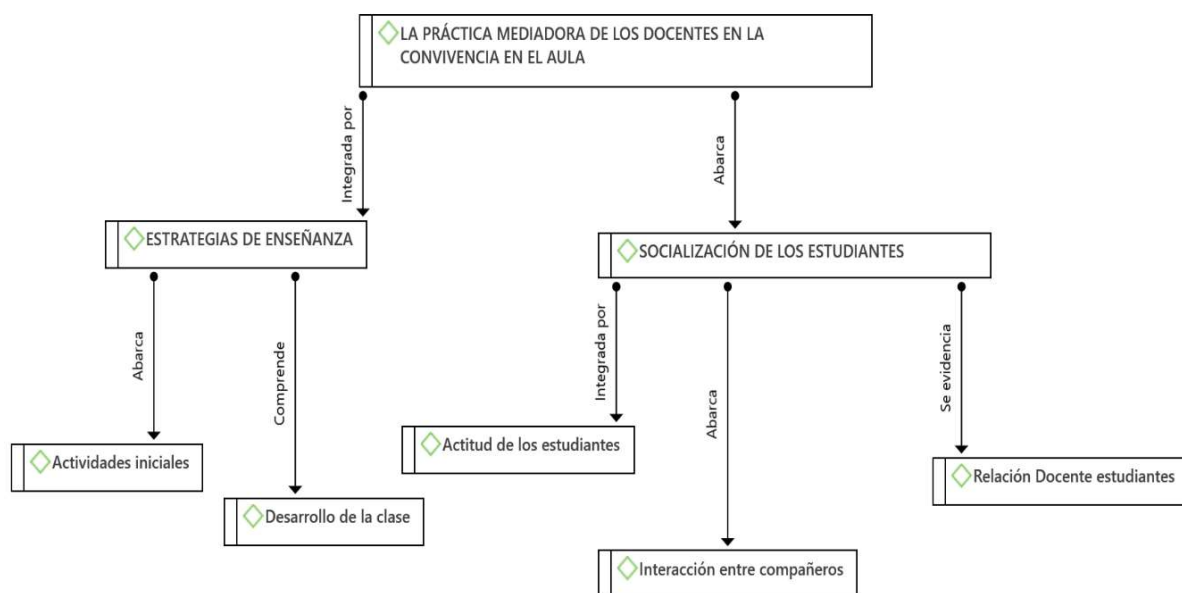 LA PRÁCTICA MEDIADORA DE LOS DOCENTES EN LA
CONVIVENCIA EN EL AULA
Integrada por
Abarca
ESTRATEGIAS DE ENSEÑANZA
SOCIALIZACIÓN DE LOS ESTUDIANTES
Abarca
Comprende
Integrada por
Abarca
Se evidencia
Actividades iniciales
Desarrollo de la clase
Actitud de los estudiantes
Interacción entre compañeros
Relación Docente estudiantes